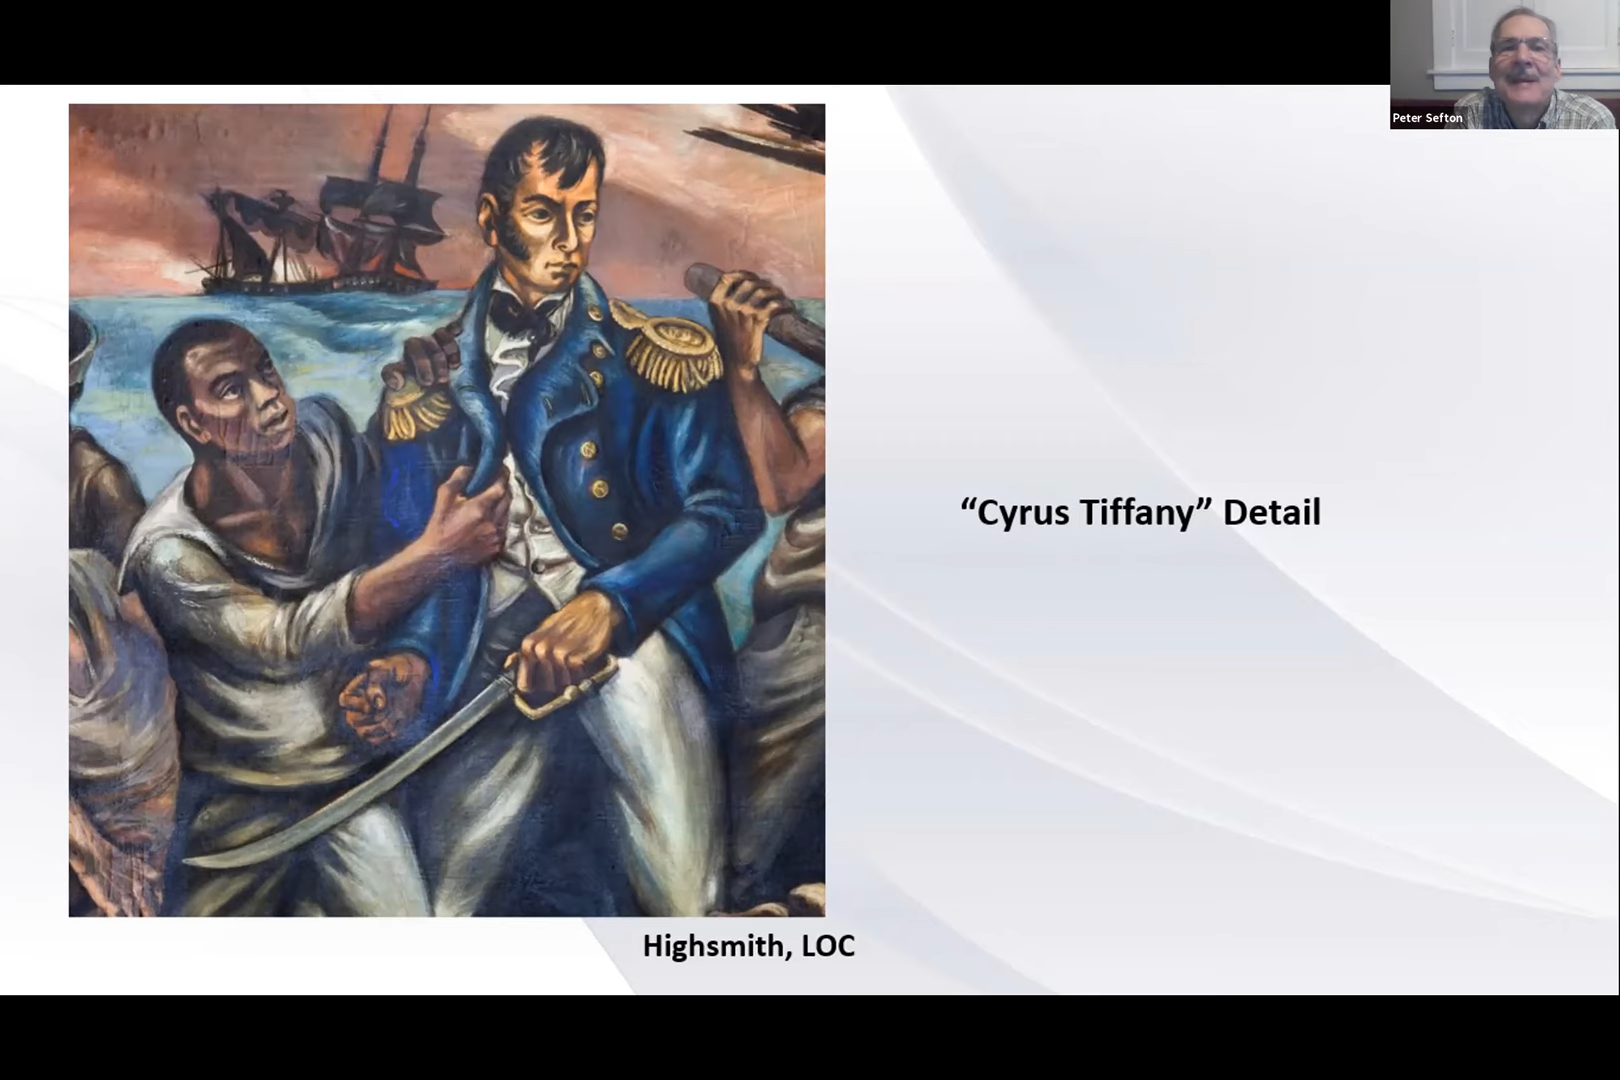 Peter Sefton
“Cyrus Tiffany” Detail
Highsmith, LOC